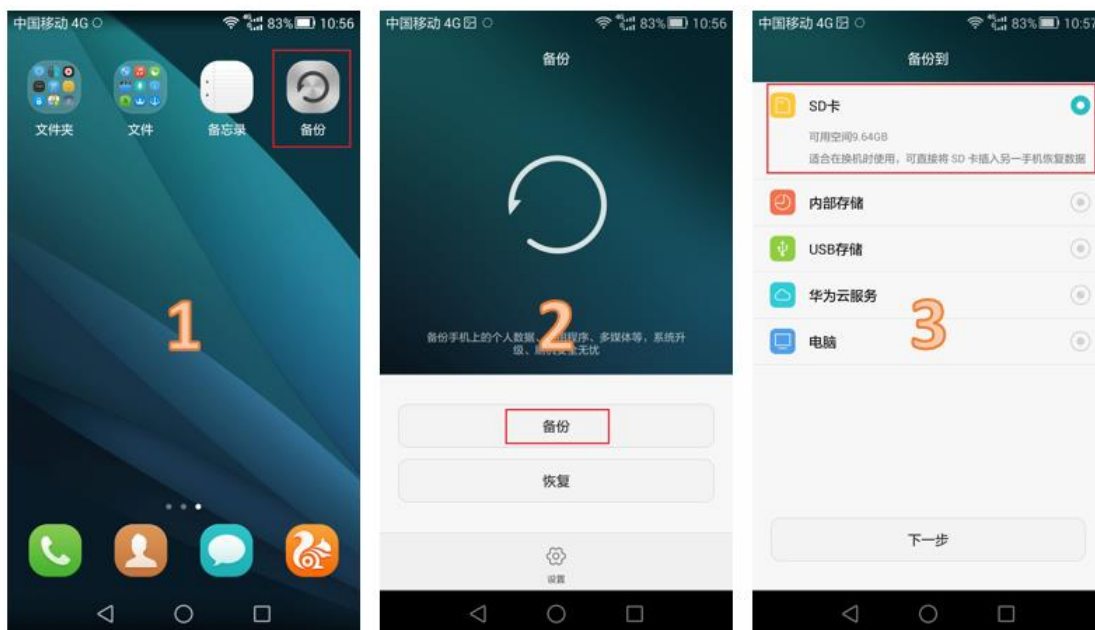 中国移动 4G 83% 10:56
文件夹 文件 备忘录 备份
1
中国移动 4G 83% 10:56
备份
备份手机上的个人数据、 程序、多媒体等，系统升
级、 安全无忧
2
备份
恢复
设置
中国移动 4G 83% 10:57
备份到
SD卡
可用空间9.64GB
适合在换机时使用，可直接将 SD 卡插入另一手机恢复数据
内部存储
USB存储
华为云服务
电脑
3
下一步